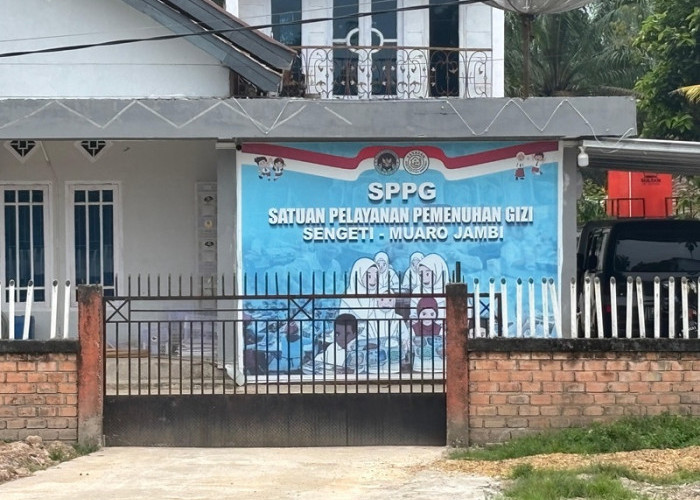 SPPG
SATUAN PELAYANAN PEMENUHAN GIZI
SENGETI - MUARO JAMBI